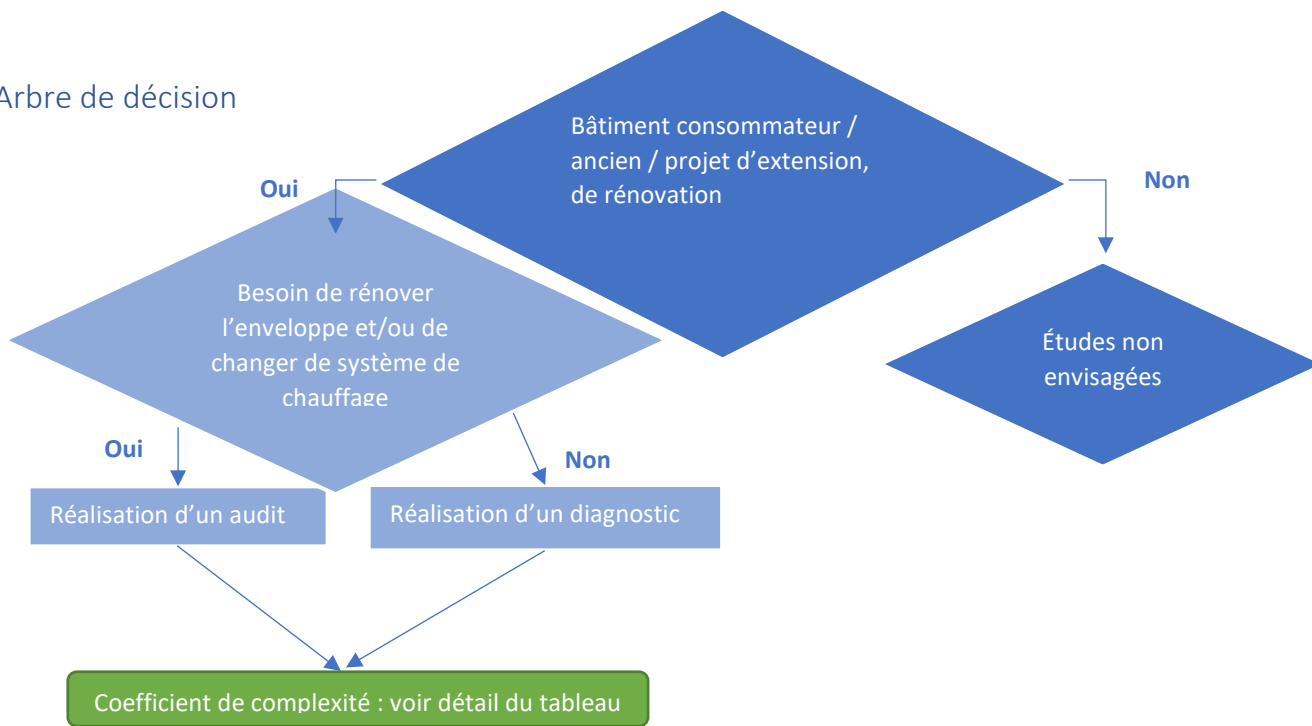 Arbre de décision
Bâtiment consommateur /
ancien / projet d'extension,
de rénovation
Oui
Non
Besoin de rénover
l'enveloppe et/ou de
changer de système de
chauffage
Études non
envisagées
Oui
Non
Réalisation d'un audit
Réalisation d'un diagnostic
Coefficient de complexité : voir détail du tableau